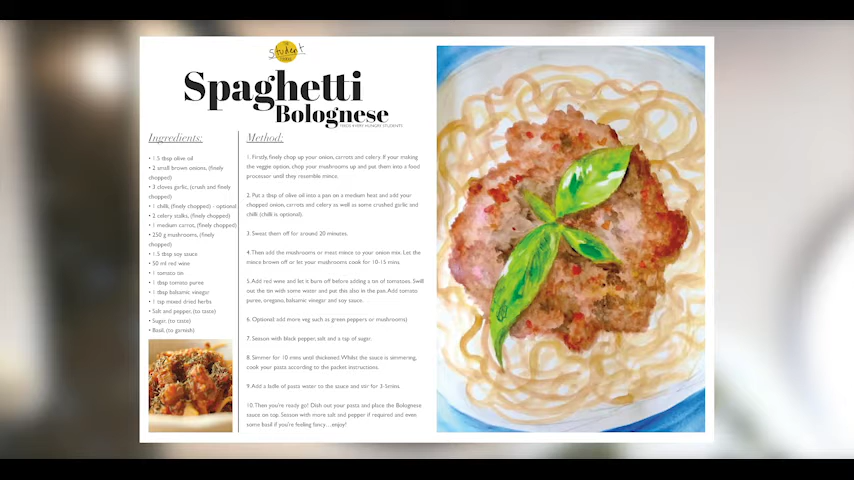 Student
Spaghetti
Bolognese
Ingredients:
• 1.5 tbsp olive oil
• 2 small brown onions, (finely
chopped)
• 3 cloves garlic, (crush and finely
chopped)
• 1 chilli, (finely chopped) - optional
• 2 celery stalks, (finely chopped)
• 1 medium carrot, (finely chopped)
• 250 g mushrooms, (finely
chopped)
• 1.5 tbsp soy sauce
• 50 ml red wine
• 1 tomato tin
• 1 tbsp tomato puree
• 1 tbsp balsamic vinegar
• 1 tsp mixed dried herbs
• Salt and pepper, (to taste)
• Sugar, (to taste)
• Basil, (to garnish)
Method:
1. Firstly, finely chop up your onion, carrots and celery. If your making
the veggie option, chop your mushrooms up and put them into a food
processor until they resemble mince.
2. Put a tbsp of olive oil into a pan on a medium heat and add your
chopped onion, carrots and celery as well as some crushed garlic and
chilli (chilli is optional).
3. Sweat them off for around 20 minutes.
4. Then add the mushrooms or meat mince to your onion mix. Let the
mince brown off or let your mushrooms cook for 10-15 mins.
5. Add red wine and let it burn off before adding a tin of tomatoes. Swill
out the tin with some water and put this also in the pan. Add tomato
puree, oregano, balsamic vinegar and soy sauce.
6. Optional: add more veg such as green peppers or mushrooms)
7. Season with black pepper, salt and a tsp of sugar.
8. Simmer for 10 mins until thickened. Whilst the sauce is simmering,
cook your pasta according to the packet instructions.
9. Add a ladle of pasta water to the sauce and stir for 3-5mins.
10. Then you're ready go! Dish out your pasta and place the Bolognese
sauce on top. Season with more salt and pepper if required and even
some basil if you're feeling fancy…enjoy!